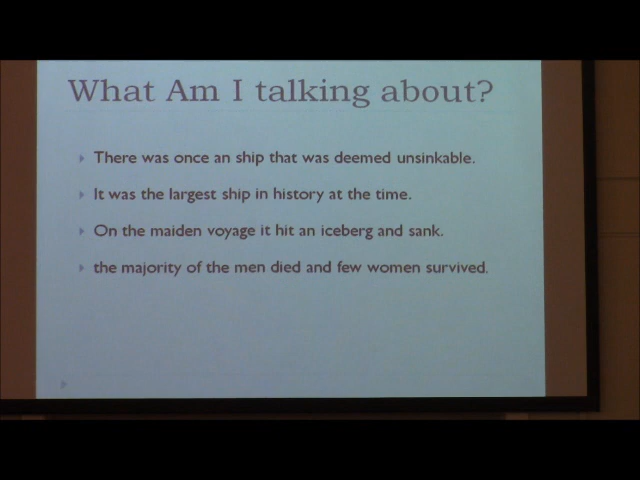 What Am I talking about?
There was once an ship that was deemed unsinkable.
It was the largest ship in history at the time.
On the maiden voyage it hit an iceberg and sank.
the majority of the men died and few women survived.